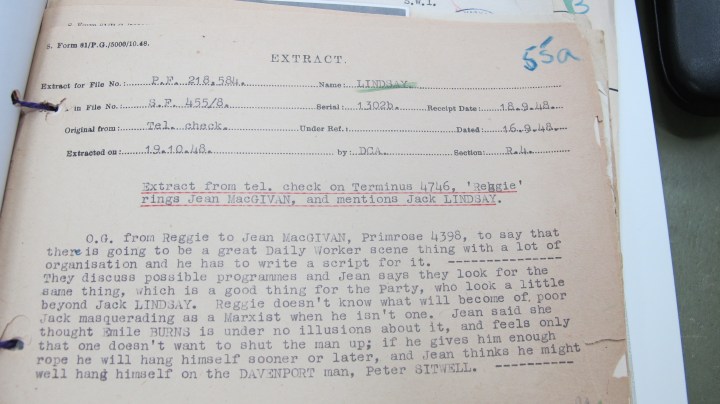 S.W.1.
B
S. Form 81/P.G./5000/10.48.
EXTRACT.
55a
Extract for File No.: P.F. 218,584. Name: LINDSAY.
in File No.: S.F. 455/8. Serial: 1302b. Receipt Date: 18.9.48.
Original from: Tel. check. Under Ref.: Dated: 16.9.48.
Extracted on: 19.10.48. by: DCA. Section: R.4.
Extract from tel. check on Terminus 4746, 'Reggie'
rings Jean MacGIVAN, and mentions Jack LINDSAY.
O.G. from Reggie to Jean MacGIVAN, Primrose 4398, to say that
there is going to be a great Daily Worker scene thing with a lot of
organisation and he has to write a script for it. ---------------
They discuss possible programmes and Jean says they look for the
same thing, which is a good thing for the Party, who look a little
beyond Jack LINDSAY. Reggie doesn't know what will become of poor
Jack masquerading as a Marxist when he isn't one. Jean said she
thought Emile BURNS is under no illusions about it, and feels only
that one doesn't want to shut the man up; if he gives him enough
rope he will hang himself sooner or later, and Jean thinks he might
well hang himself on the DAVENPORT man, Peter SITWELL. ----------